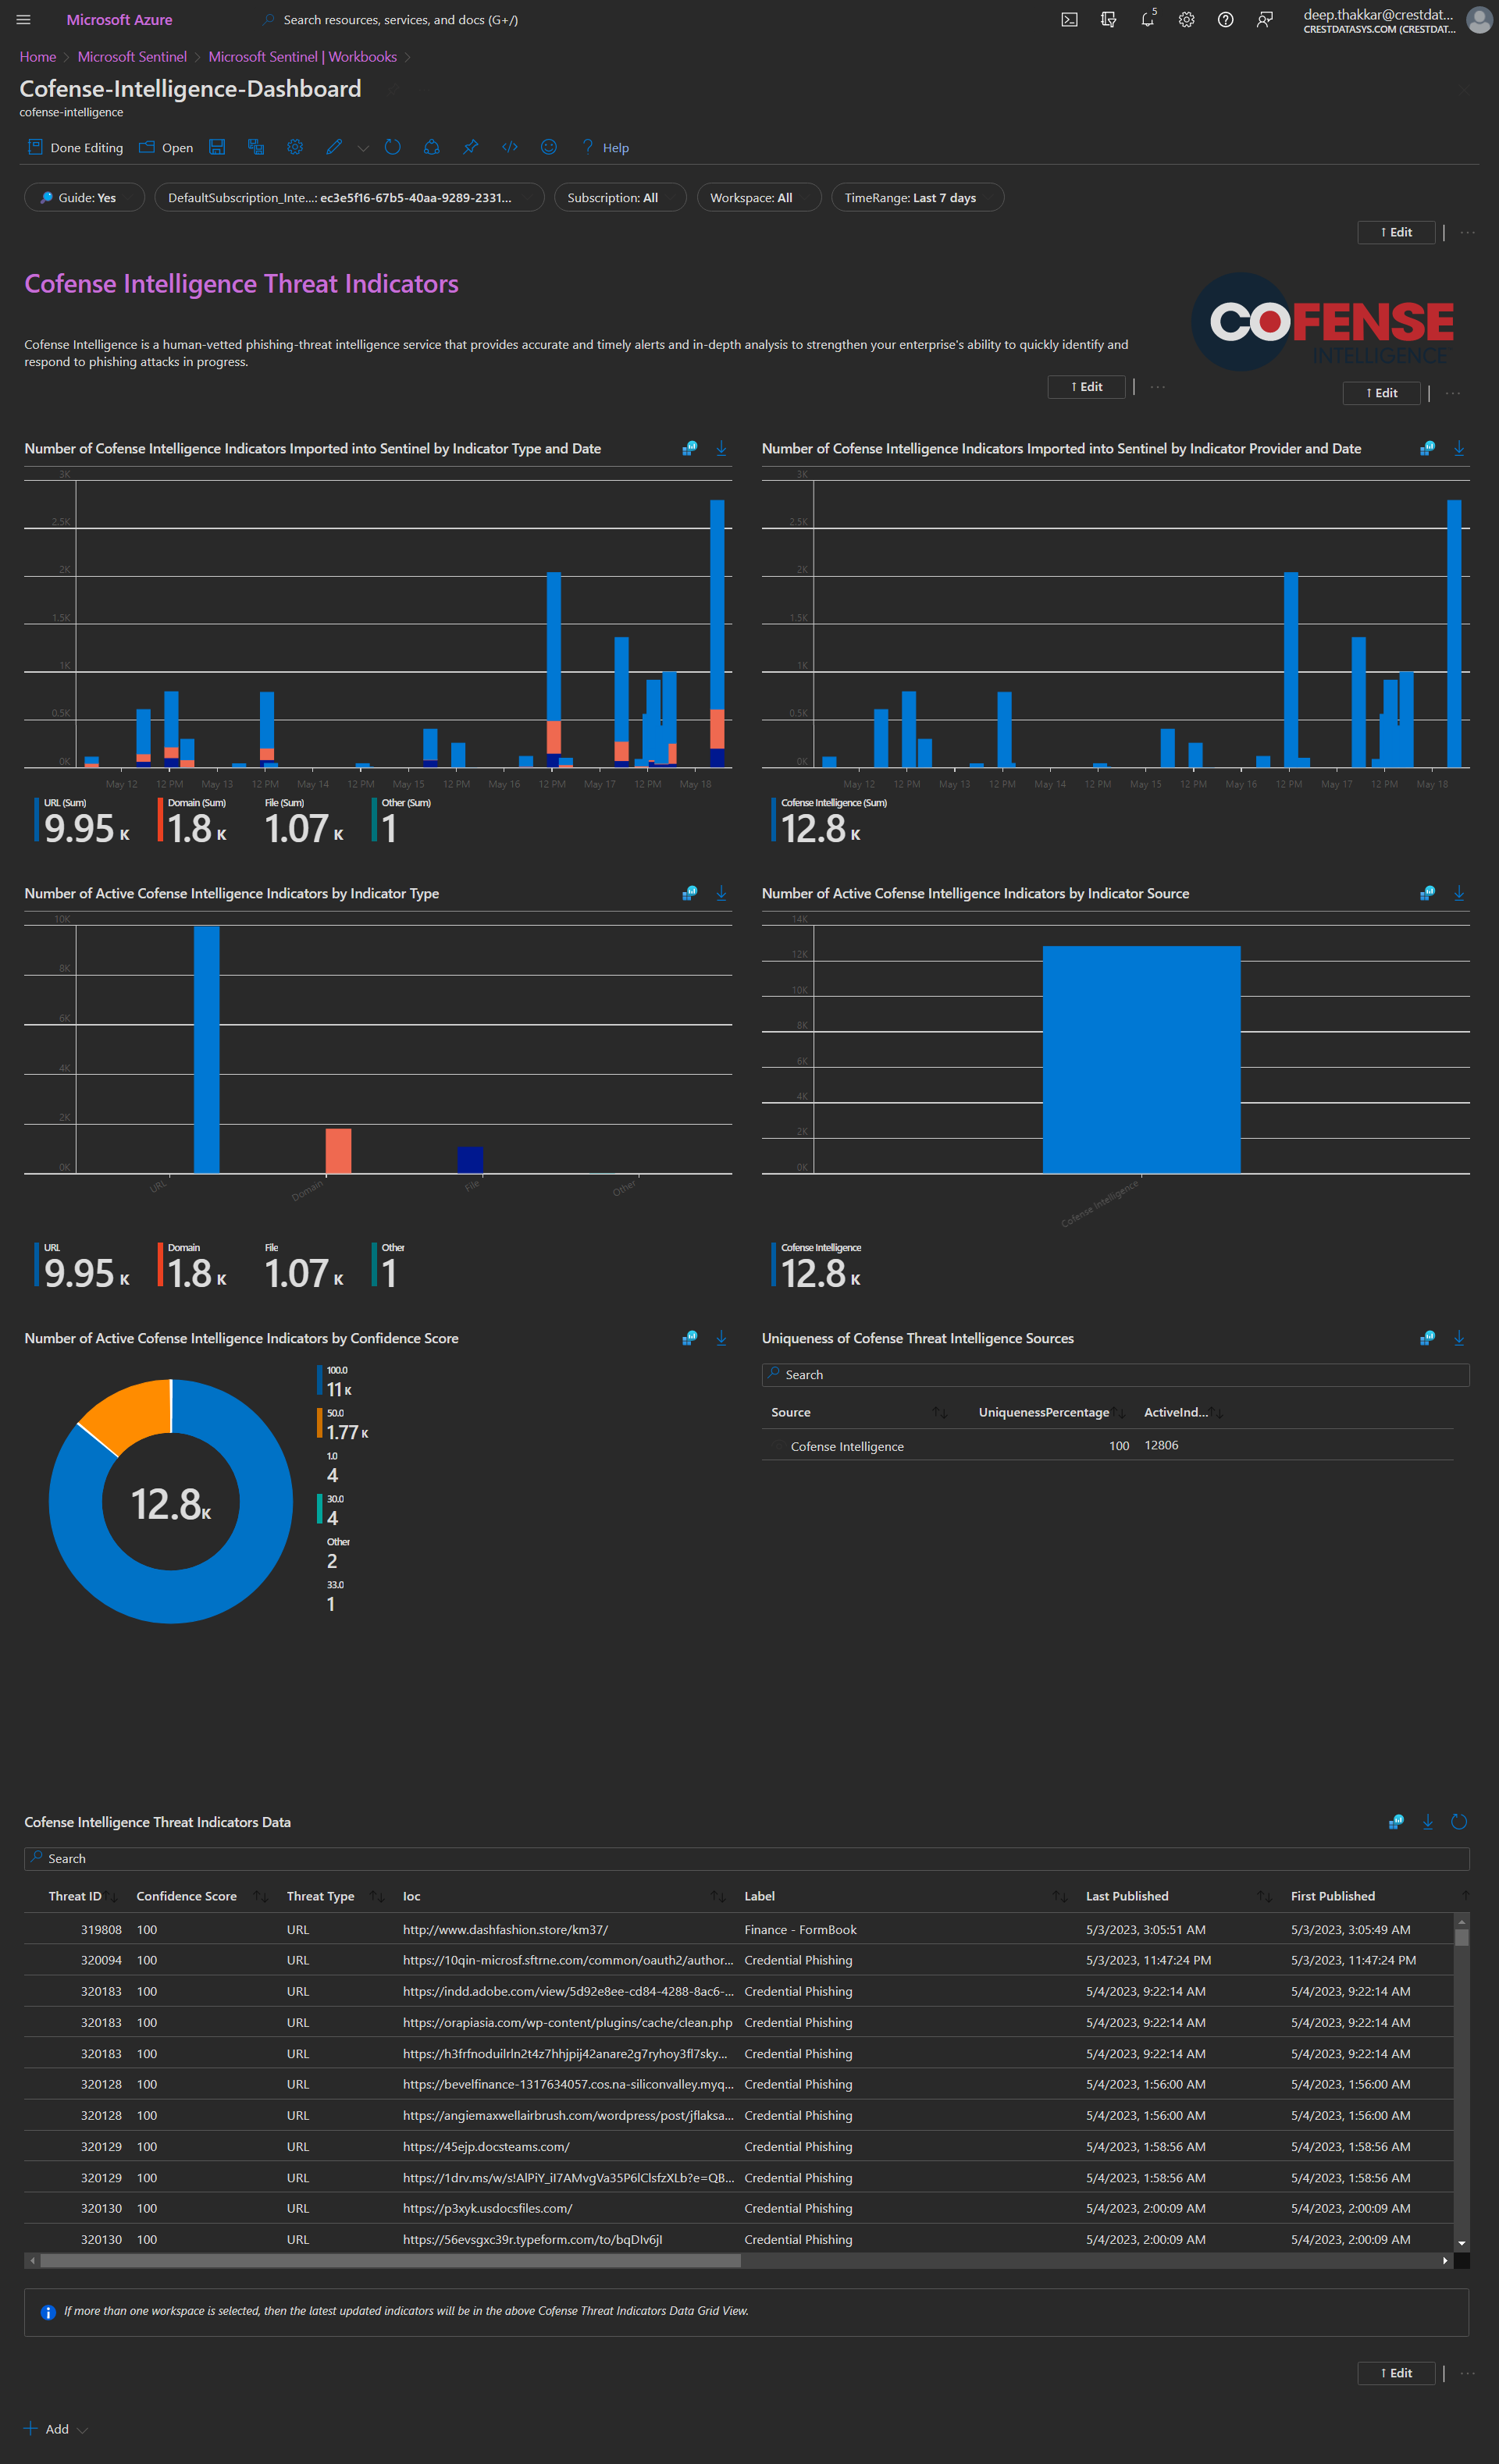 Microsoft Azure
Search resources, services, and docs (G+/)
5
deep.thakkar@crestdat...
CRESTDATASYS.COM (CRESTDAT...
Home > Microsoft Sentinel > Microsoft Sentinel | Workbooks >
Cofense-Intelligence-Dashboard
cofense-intelligence
Done Editing Open ? Help
Guide: Yes
DefaultSubscription_Inte...: ec3e5f16-67b5-40aa-9289-2331...
Subscription: All
Workspace: All
TimeRange: Last 7 days
↑ Edit | ...
Cofense Intelligence Threat Indicators
COFENSE
INTELLIGENCE
Cofense Intelligence is a human-vetted phishing-threat intelligence service that provides accurate and timely alerts and in-depth analysis to strengthen your enterprise's ability to quickly identify and
respond to phishing attacks in progress.
↑ Edit | ...
↑ Edit | ...
Number of Cofense Intelligence Indicators Imported into Sentinel by Indicator Type and Date
3K
2.5K
2K
1.5K
1K
0.5K
0K
May 12 12 PM May 13 12 PM May 14 12 PM May 15 12 PM May 16 12 PM May 17 12 PM May 18
URL (Sum) Domain (Sum) File (Sum) Other (Sum)
9.95 K 1.8 K 1.07 K 1
Number of Cofense Intelligence Indicators Imported into Sentinel by Indicator Provider and Date
3K
2.5K
2K
1.5K
1K
0.5K
0K
May 12 12 PM May 13 12 PM May 14 12 PM May 15 12 PM May 16 12 PM May 17 12 PM May 18
Cofense Intelligence (Sum)
12.8 K
Number of Active Cofense Intelligence Indicators by Indicator Type
10K
8K
6K
4K
2K
0K
URL Domain File Other
URL Domain File Other
9.95 K 1.8 K 1.07 K 1
Number of Active Cofense Intelligence Indicators by Indicator Source
14K
12K
10K
8K
6K
4K
2K
0K
Cofense Intelligence
Cofense Intelligence
12.8 K
Number of Active Cofense Intelligence Indicators by Confidence Score
12.8K
100.0
11 K
50.0
1.77 K
1.0
4
30.0
4
Other
2
33.0
1
Uniqueness of Cofense Threat Intelligence Sources
Search
Source UniquenessPercentage ActiveInd...
Cofense Intelligence 100 12806
Cofense Intelligence Threat Indicators Data
Search
Threat ID Confidence Score Threat Type Ioc Label Last Published First Published
319808 100 URL http://www.dashfashion.store/km37/ Finance - FormBook 5/3/2023, 3:05:51 AM 5/3/2023, 3:05:49 AM
320094 100 URL https://10qin-microsf.sftrne.com/common/oauth2/author... Credential Phishing 5/3/2023, 11:47:24 PM 5/3/2023, 11:47:24 PM
320183 100 URL https://indd.adobe.com/view/5d92e8ee-cd84-4288-8ac6-... Credential Phishing 5/4/2023, 9:22:14 AM 5/4/2023, 9:22:14 AM
320183 100 URL https://orapiasia.com/wp-content/plugins/cache/clean.php Credential Phishing 5/4/2023, 9:22:14 AM 5/4/2023, 9:22:14 AM
320183 100 URL https://h3frfnoduilrln2t4z7hhjpij42anare2g7ryhoy3fl7sky... Credential Phishing 5/4/2023, 9:22:14 AM 5/4/2023, 9:22:14 AM
320128 100 URL https://bevelfinance-1317634057.cos.na-siliconvalley.myq... Credential Phishing 5/4/2023, 1:56:00 AM 5/4/2023, 1:56:00 AM
320128 100 URL https://angiemaxwellairbrush.com/wordpress/post/jflaksa... Credential Phishing 5/4/2023, 1:56:00 AM 5/4/2023, 1:56:00 AM
320129 100 URL https://45ejp.docsteams.com/ Credential Phishing 5/4/2023, 1:58:56 AM 5/4/2023, 1:58:56 AM
320129 100 URL https://1drv.ms/w/s!AlPiY_iI7AMvgVa35P6lClsfzXLb?e=QB... Credential Phishing 5/4/2023, 1:58:56 AM 5/4/2023, 1:58:56 AM
320130 100 URL https://p3xyk.usdocsfiles.com/ Credential Phishing 5/4/2023, 2:00:09 AM 5/4/2023, 2:00:09 AM
320130 100 URL https://56evsgxc39r.typeform.com/to/bqDIv6jI Credential Phishing 5/4/2023, 2:00:09 AM 5/4/2023, 2:00:09 AM
If more than one workspace is selected, then the latest updated indicators will be in the above Cofense Threat Indicators Data Grid View.
↑ Edit | ...
+ Add